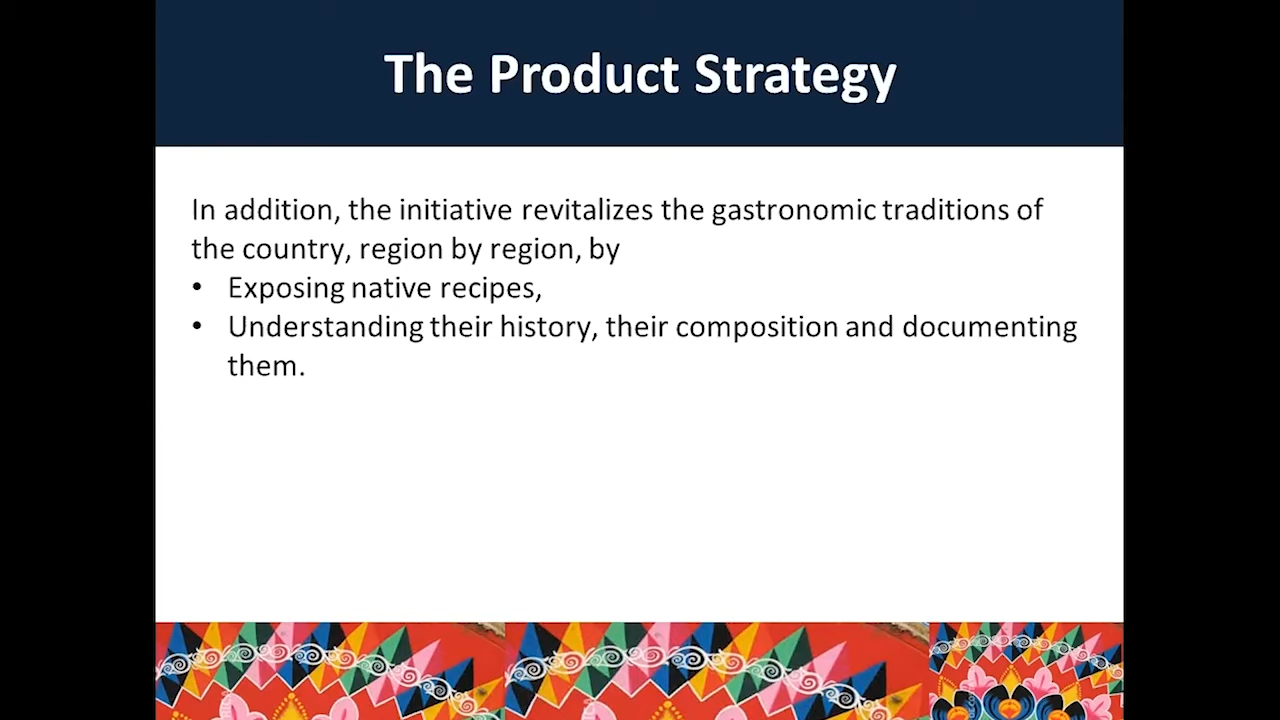 The Product Strategy
In addition, the initiative revitalizes the gastronomic traditions of
the country, region by region, by
• Exposing native recipes,
• Understanding their history, their composition and documenting
them.